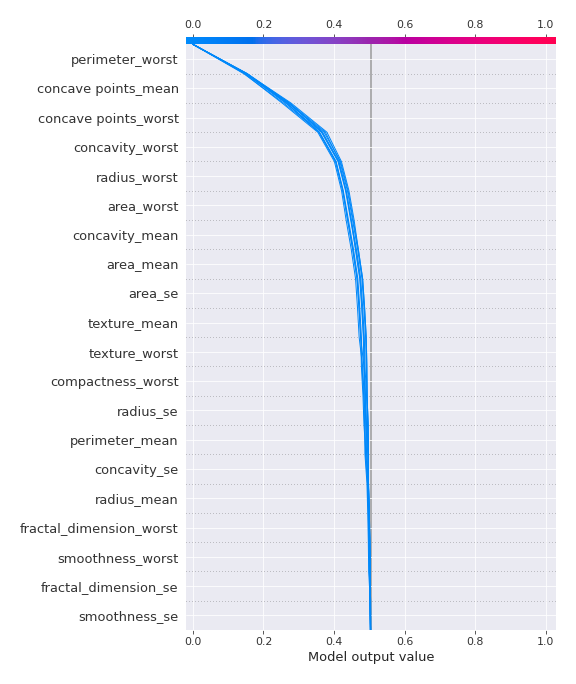 0.0 0.2 0.4 0.6 0.8 1.0
perimeter_worst
concave points_mean
concave points_worst
concavity_worst
radius_worst
area_worst
concavity_mean
area_mean
area_se
texture_mean
texture_worst
compactness_worst
radius_se
perimeter_mean
concavity_se
radius_mean
fractal_dimension_worst
smoothness_worst
fractal_dimension_se
smoothness_se
0.0 0.2 0.4 0.6 0.8 1.0
Model output value